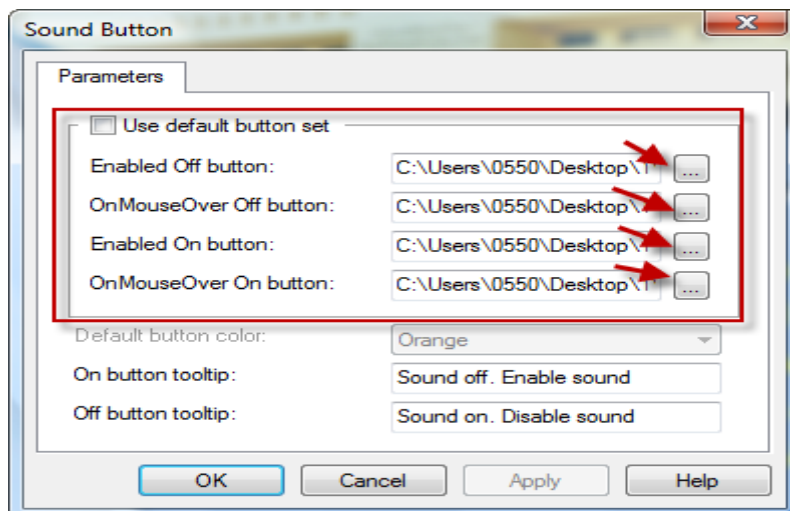 Sound Button
Parameters
Use default button set
Enabled Off button: C:\Users\0550\Desktop\ ...
OnMouseOver Off button: C:\Users\0550\Desktop\ ...
Enabled On button: C:\Users\0550\Desktop\ ...
OnMouseOver On button: C:\Users\0550\Desktop\ ...
Default button color: Orange
On button tooltip: Sound off. Enable sound
Off button tooltip: Sound on. Disable sound
OK Cancel Apply Help